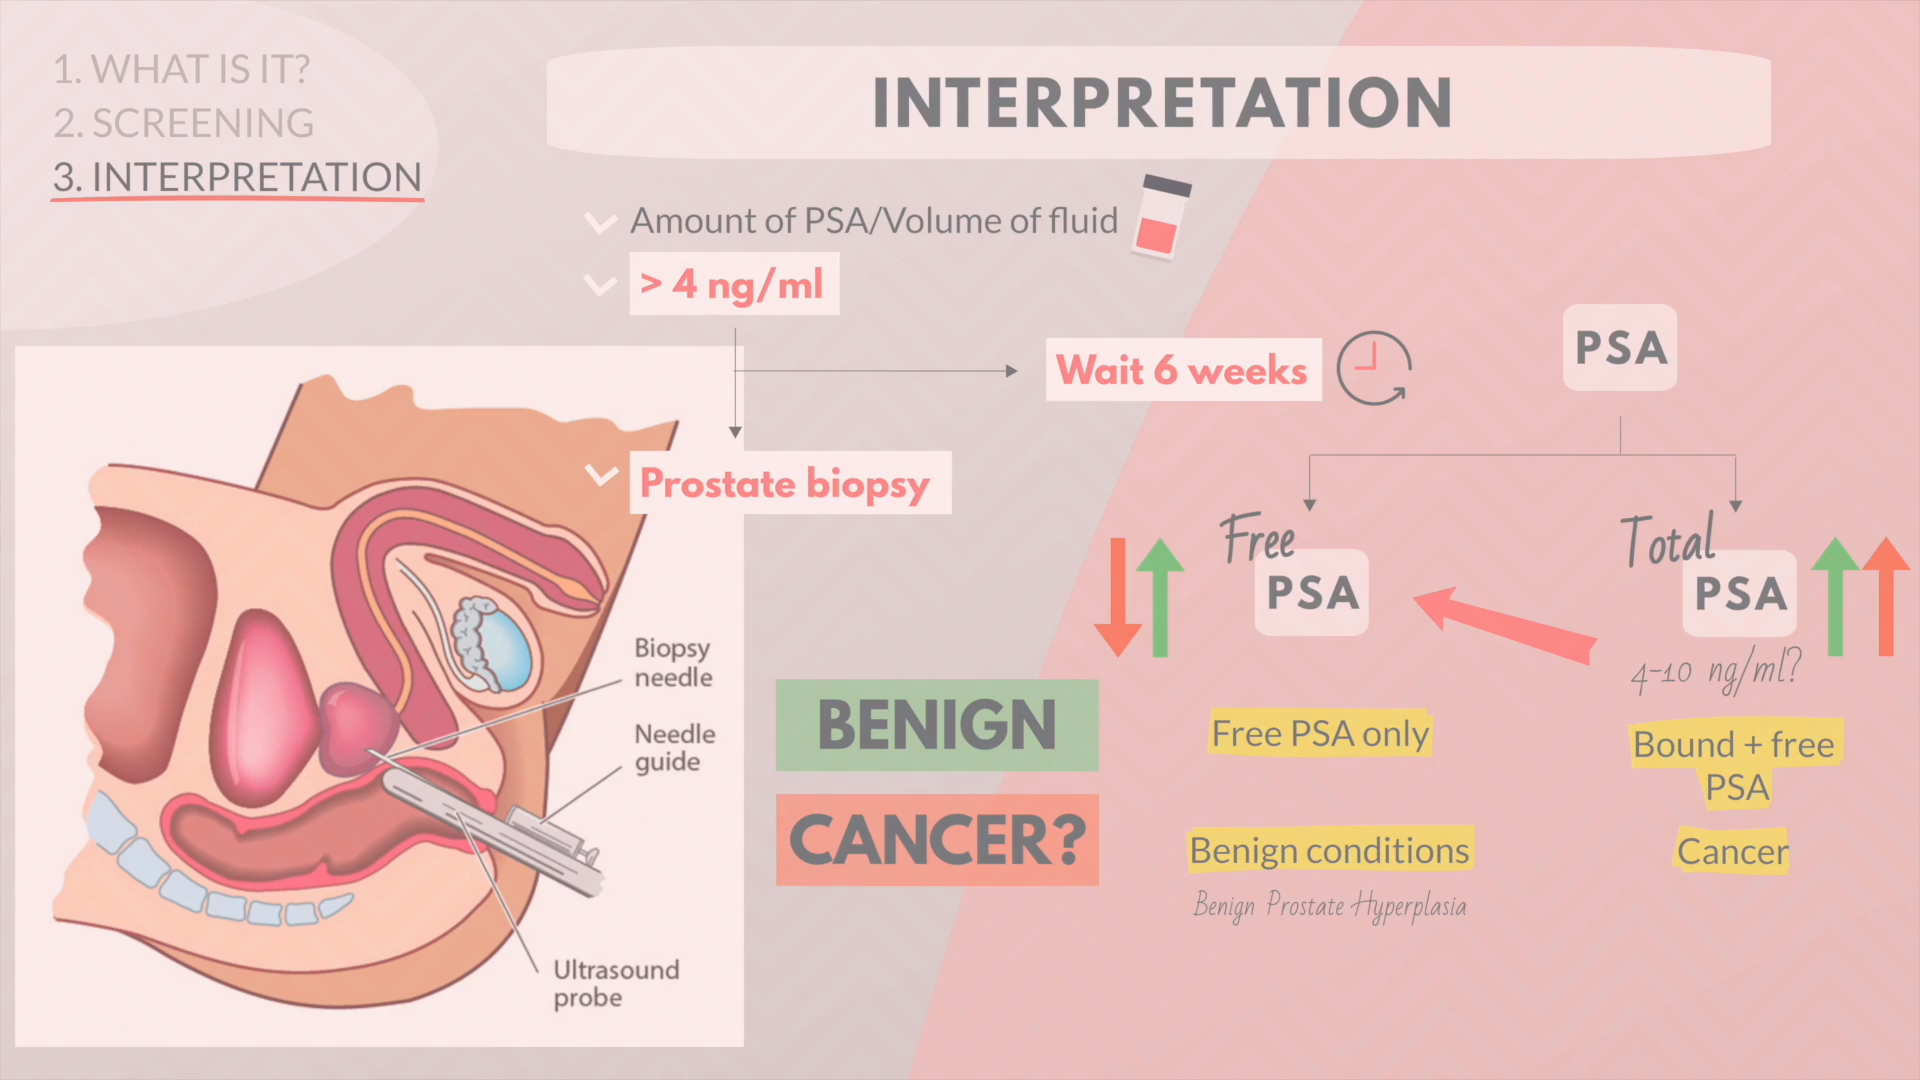 1. WHAT IS IT?
2. SCREENING
3. INTERPRETATION
INTERPRETATION
Amount of PSA/Volume of fluid
> 4 ng/ml
Wait 6 weeks
Prostate biopsy
Biopsy
needle
Needle
guide
Ultrasound
probe
BENIGN
CANCER?
PSA
Free
PSA
Total
PSA
4-10 ng/ml?
Free PSA only
Bound + free
PSA
Benign conditions
Cancer
Benign Prostate Hyperplasia